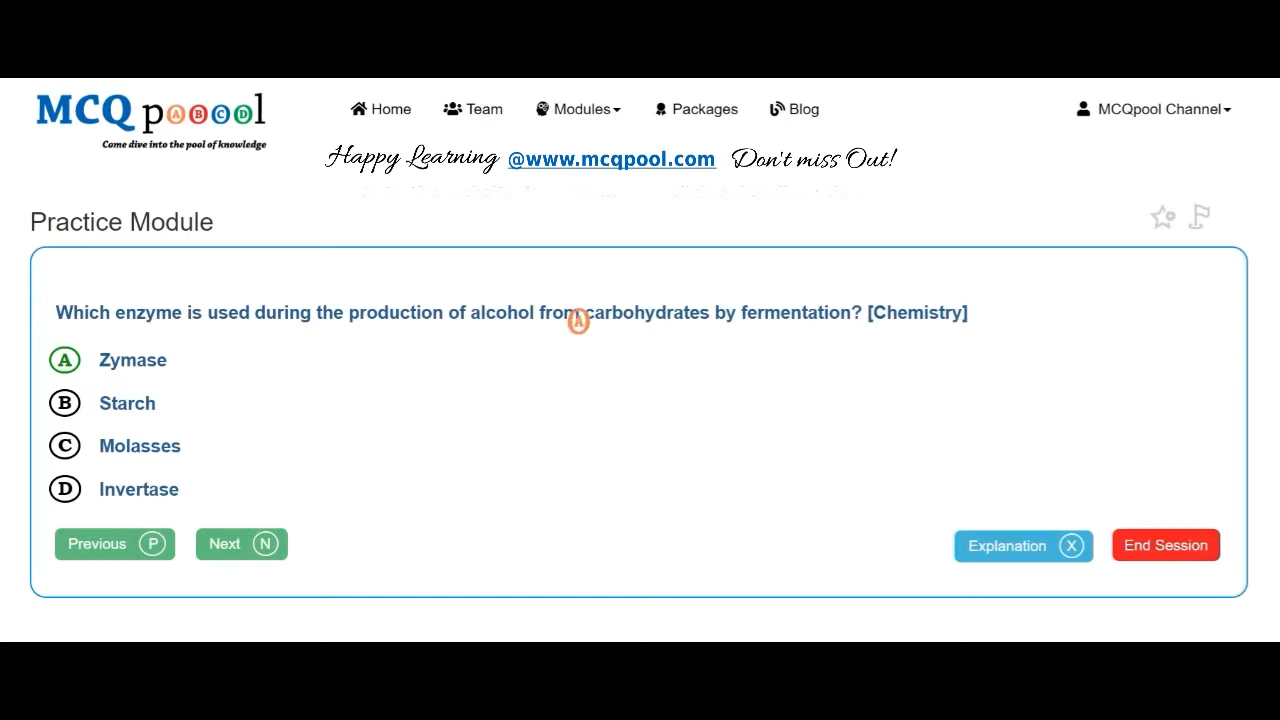 MCQ pooool
Come dive into the pool of knowledge
Home Team Modules Packages Blog MCQpool Channel
Happy Learning @www.mcqpool.com Don't miss Out!
Practice Module
Which enzyme is used during the production of alcohol from carbohydrates by fermentation? [Chemistry]
A Zymase
B Starch
C Molasses
D Invertase
Previous P Next N Explanation X End Session